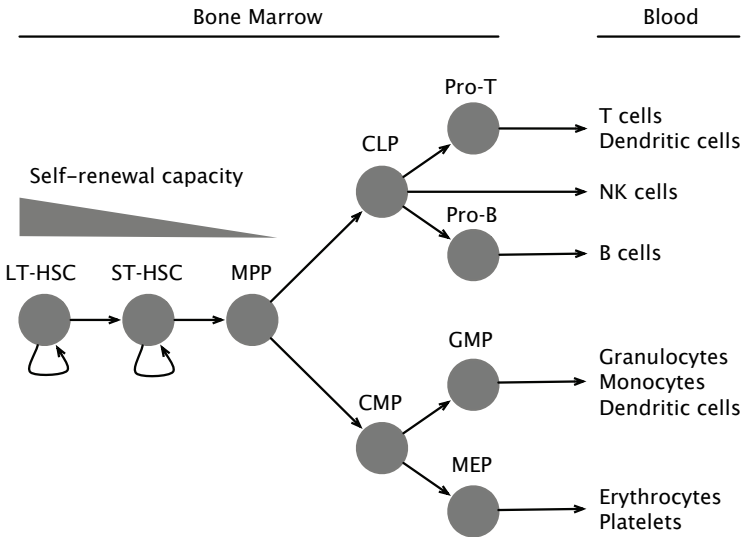 Bone Marrow
Blood
Pro-T
T cells
Dendritic cells
CLP
Self-renewal capacity
NK cells
Pro-B
B cells
LT-HSC
ST-HSC
MPP
GMP
Granulocytes
Monocytes
Dendritic cells
CMP
MEP
Erythrocytes
Platelets